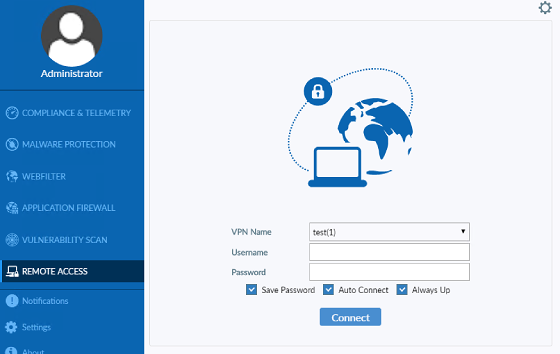 Administrator
COMPLIANCE & TELEMETRY
MALWARE PROTECTION
WEBFILTER
APPLICATION FIREWALL
VULNERABILITY SCAN
REMOTE ACCESS
Notifications
Settings
About
VPN Name
test(1)
Username
Password
Save Password
Auto Connect
Always Up
Connect